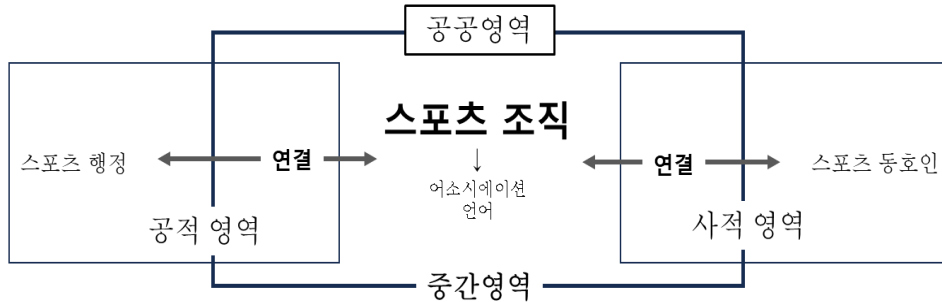 공공영역
스포츠 조직
스포츠 행정
연결
↓
연결
스포츠 동호인
어소시에이션
언어
공적 영역
사적 영역
중간영역